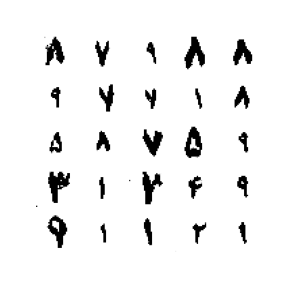 ۸ ۷ ۹ ۸ ۸
۹ ۷ ۷ ۱ ۸
۵ ۸ ۷ ۵ ۹
۳ ۱ ۳ ۴ ۹
۹ ۱ ۱ ۲ ۱